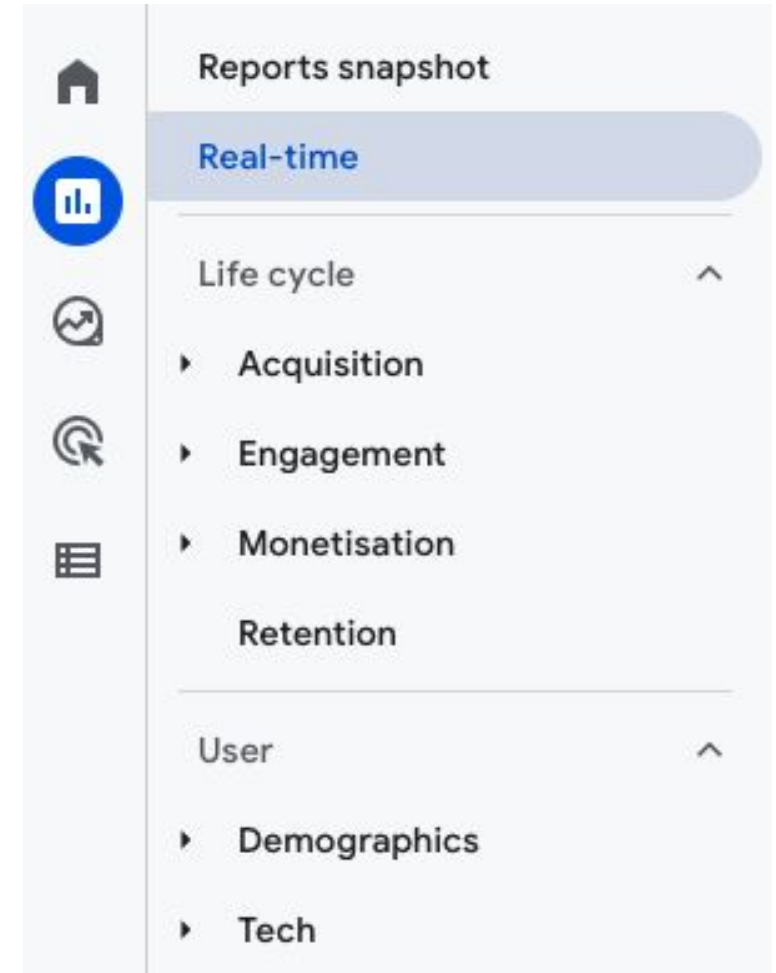 Reports snapshot
Real-time
Life cycle
Acquisition
Engagement
Monetisation
Retention
User
Demographics
Tech